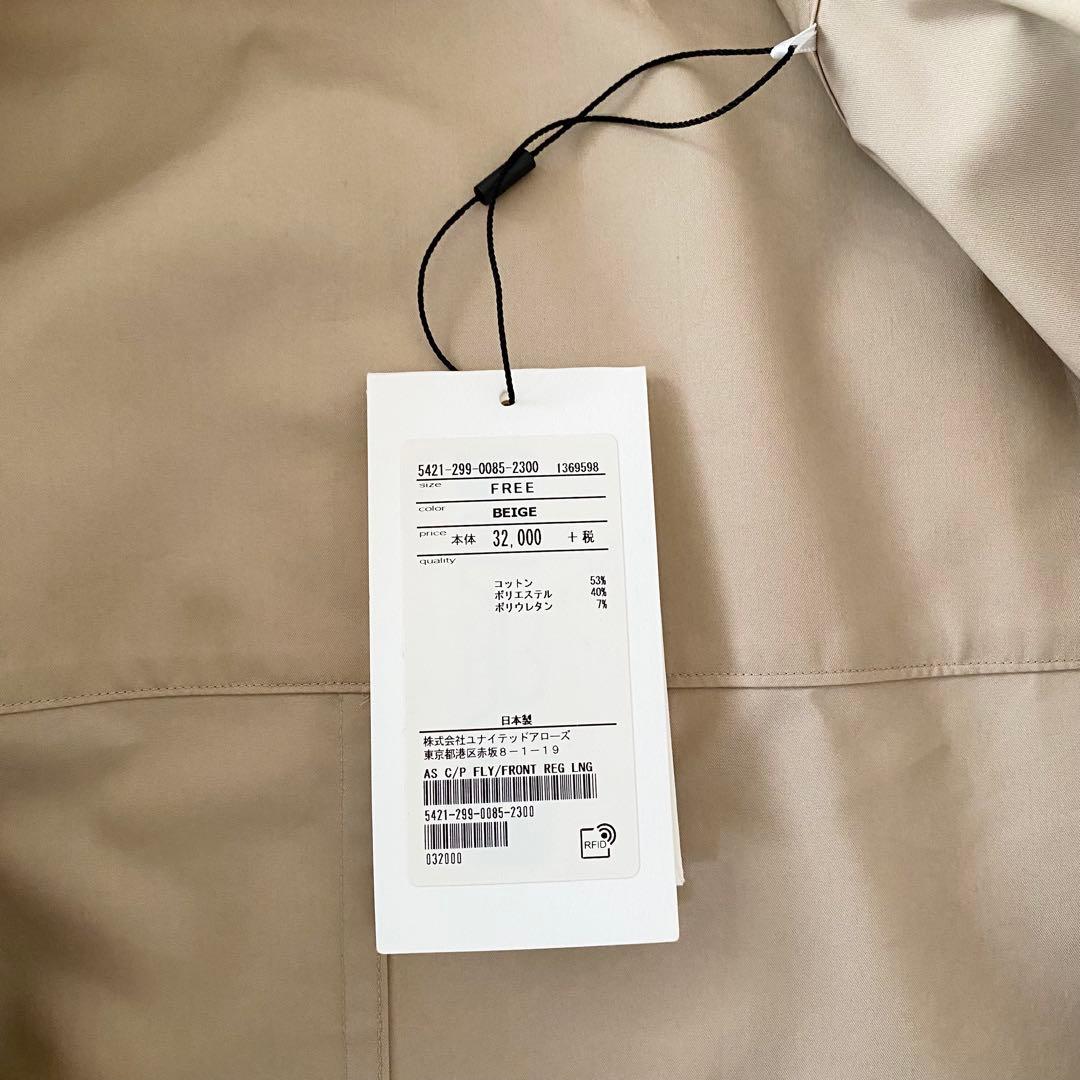 5421-299-0085-2300 1369598
size FREE
color BEIGE
price 本体 32,000 +税
quality
コットン 53%
ポリエステル 40%
ポリウレタン 7%
日本製
株式会社ユナイテッドアローズ
東京都港区赤坂8-1-19
AS C/P FLY/FRONT REG LNG
5421-299-0085-2300
032000
RFID